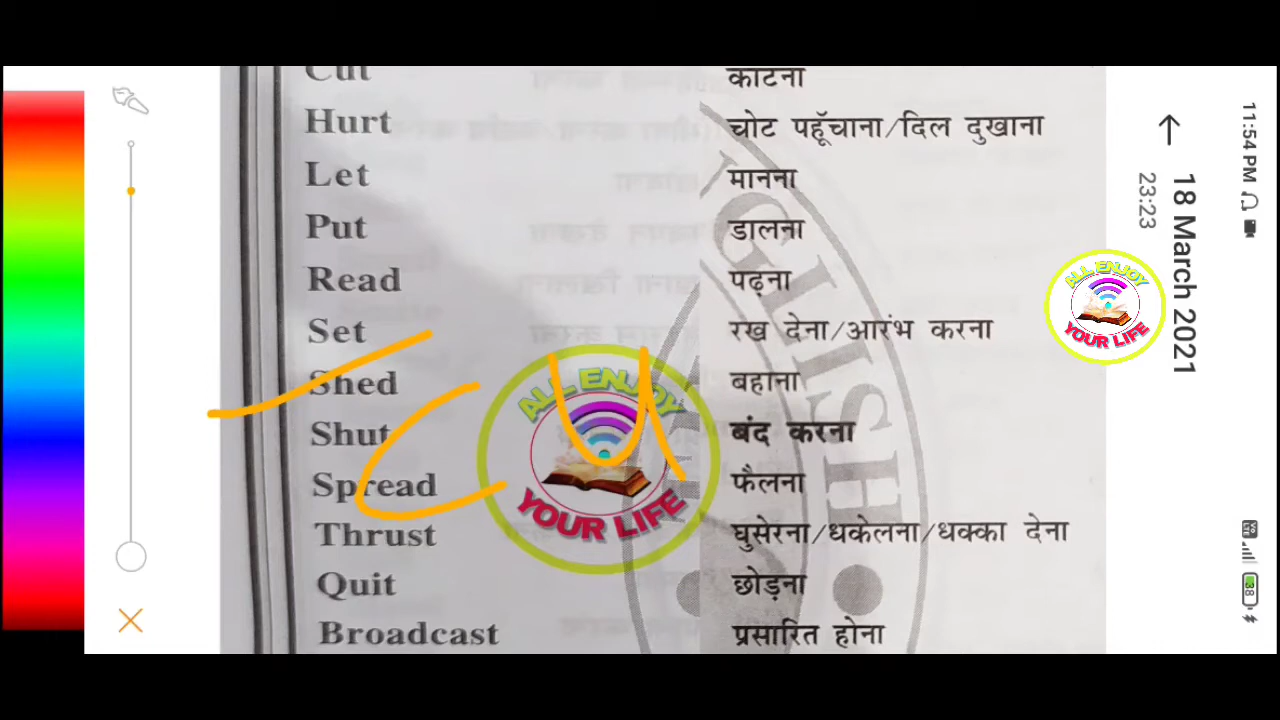 Cut काटना
Hurt चोट पहूँचाना/दिल दुखाना
Let मानना
Put डालना
Read पढ़ना
Set रख देना/आरंभ करना
Shed बहाना
Shut बंद करना
Spread फैलना
Thrust घुसेरना/धकेलना/धक्का देना
Quit छोड़ना
Broadcast प्रसारित होना
ALL ENJOY
YOUR LIFE
ALL ENJOY
YOUR LIFE
18 March 2021
23:23
11:54 PM
38